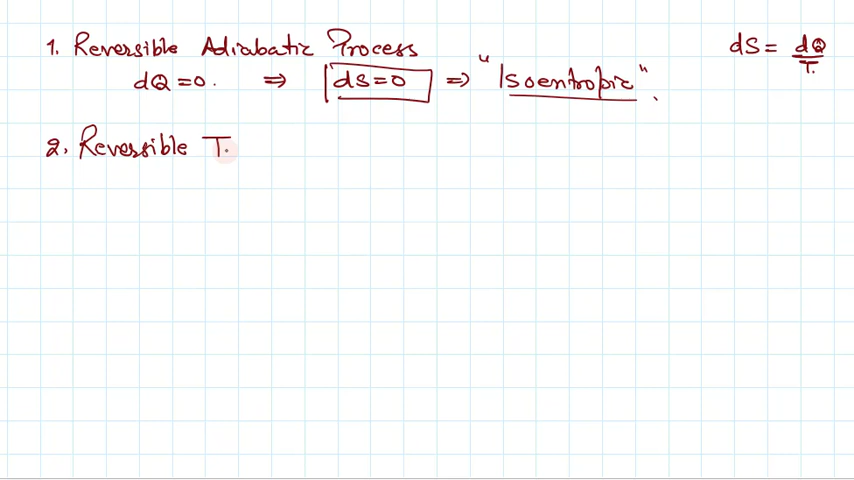 1. Reversible Adiabatic Process
dS = dQ/T.
dQ = 0. ⇒ dS = 0 ⇒ "Isoentropic".
2. Reversible T.